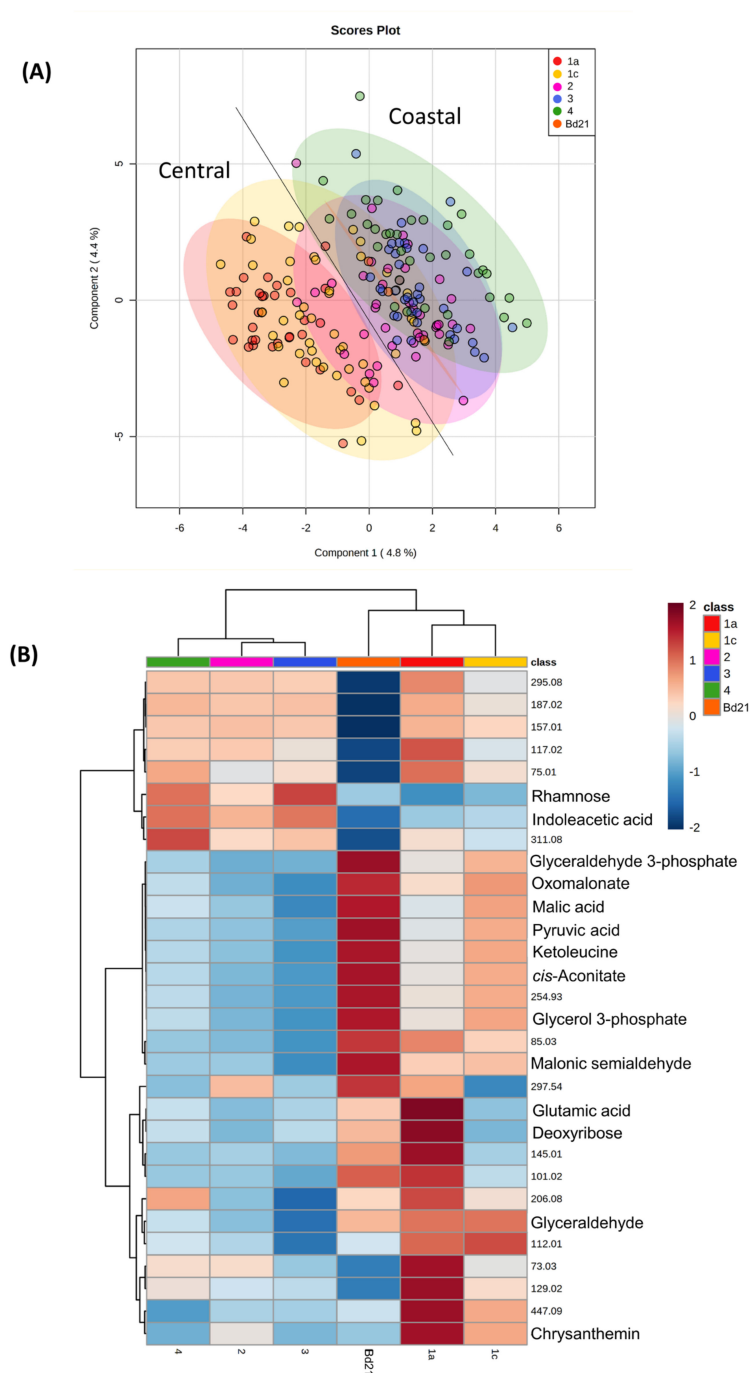 Scores Plot
(A)
1a
1c
2
3
4
Bd21
Coastal
Central
5
0
-5
Component 2 ( 4.4 %)
-6
-4
-2
0
2
4
6
Component 1 ( 4.8 %)
(B)
class
295.08
187.02
157.01
117.02
75.01
Rhamnose
Indoleacetic acid
311.08
Glyceraldehyde 3-phosphate
Oxomalonate
Malic acid
Pyruvic acid
Ketoleucine
cis-Aconitate
254.93
Glycerol 3-phosphate
85.03
Malonic semialdehyde
297.54
Glutamic acid
Deoxyribose
145.01
101.02
206.08
Glyceraldehyde
112.01
73.03
129.02
447.09
Chrysanthemin
4
2
3
Bd21
1a
1c
2
1
0
-1
-2
class
1a
1c
2
3
4
Bd21